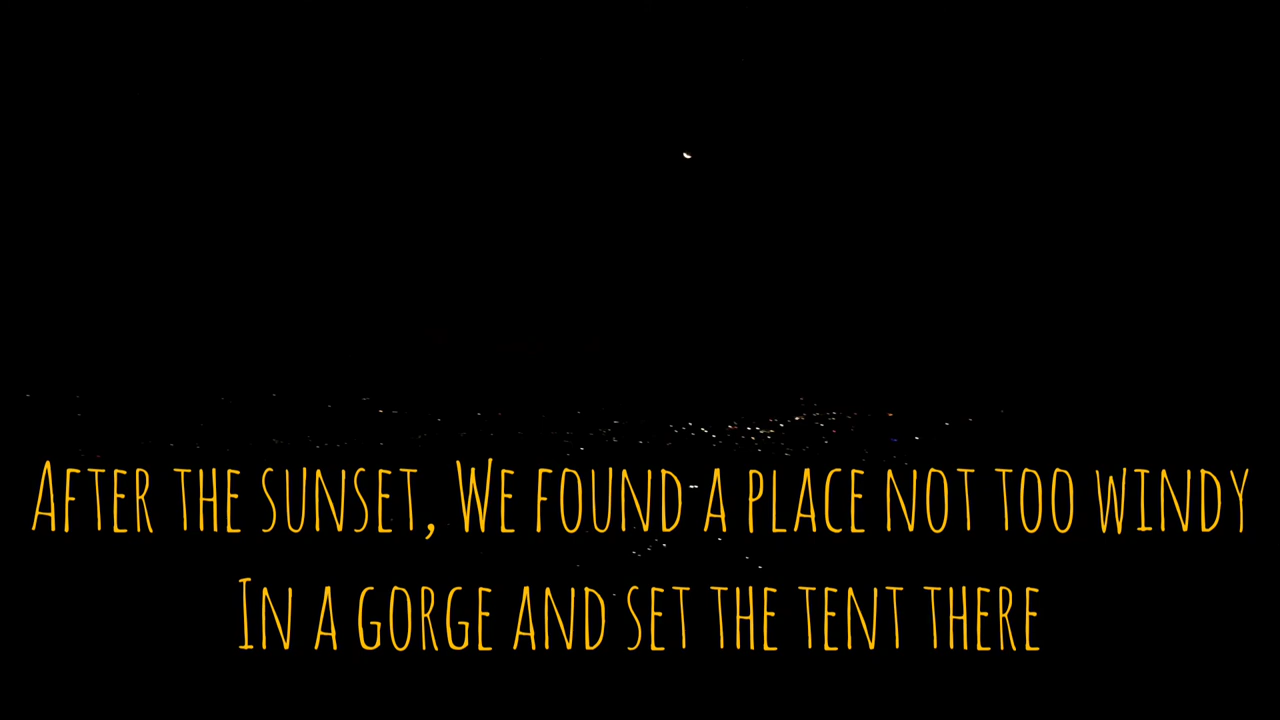 After the sunset, We found a place not too windy
In a gorge and set the tent there